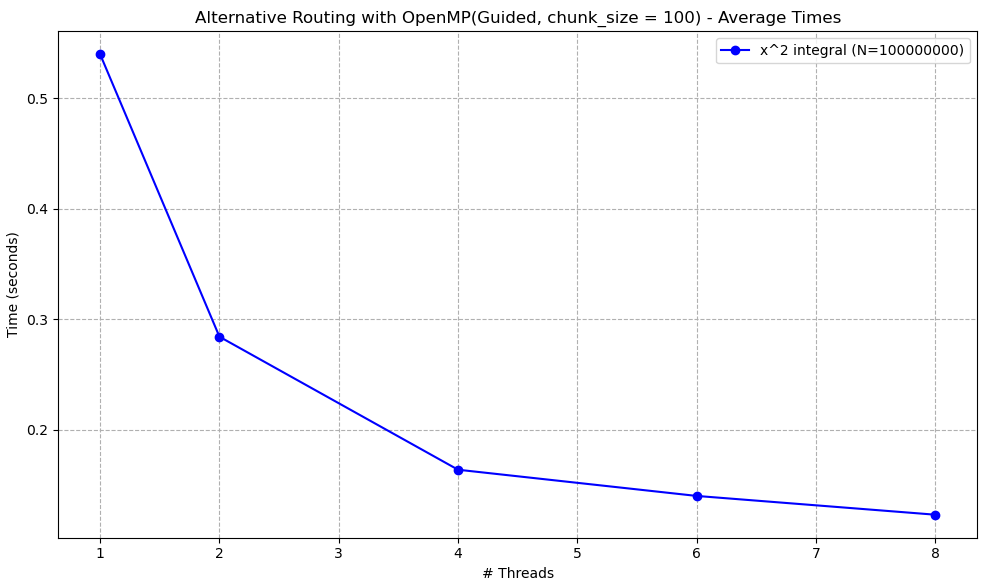 Alternative Routing with OpenMP(Guided, chunk_size = 100) - Average Times
x^2 integral (N=100000000)
Time (seconds)
0.5
0.4
0.3
0.2
1 2 3 4 5 6 7 8
# Threads